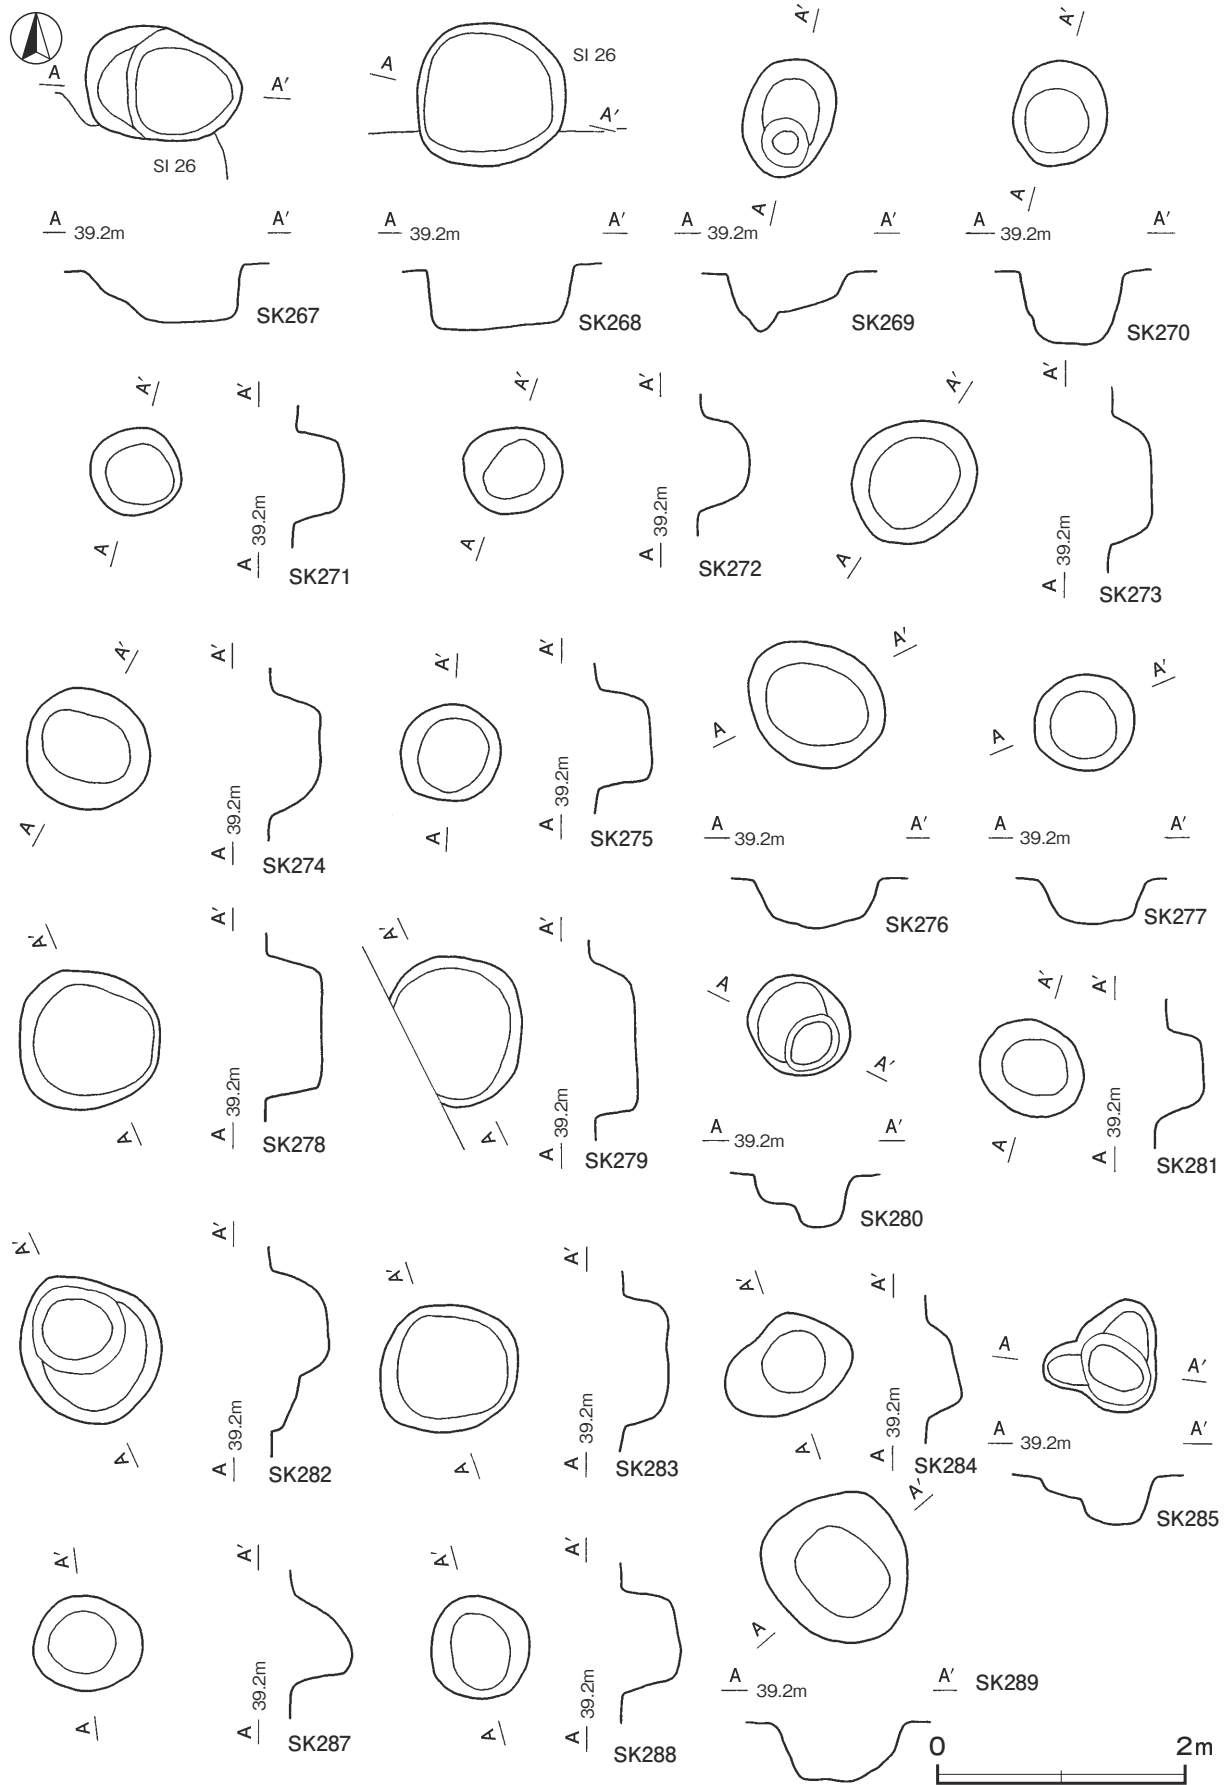 A A'
SI 26
A 39.2m A'
SK267
A SI 26
A'
A 39.2m A'
SK268
A'
A
A 39.2m A'
SK269
A'
A
A 39.2m A'
SK270
A'
A
A'
A 39.2m
SK271
A'
A
A'
A 39.2m
SK272
A'
A
A'
A 39.2m
SK273
A'
A
A'
A 39.2m
SK274
A'
A
A'
A 39.2m
SK275
A'
A
A 39.2m A'
SK276
A'
A
A 39.2m A'
SK277
A'
A
A'
A 39.2m
SK278
A'
A
A'
A 39.2m
SK279
A
A'
A 39.2m A'
SK280
A'
A
A'
A 39.2m
SK281
A'
A
A'
A 39.2m
SK282
A'
A
A'
A 39.2m
SK283
A'
A
A'
A 39.2m
SK284
A
A'
A 39.2m A'
SK285
A'
A
A'
A 39.2m
SK287
A'
A
A'
A 39.2m
SK288
A'
A
A 39.2m A' SK289
0 2m